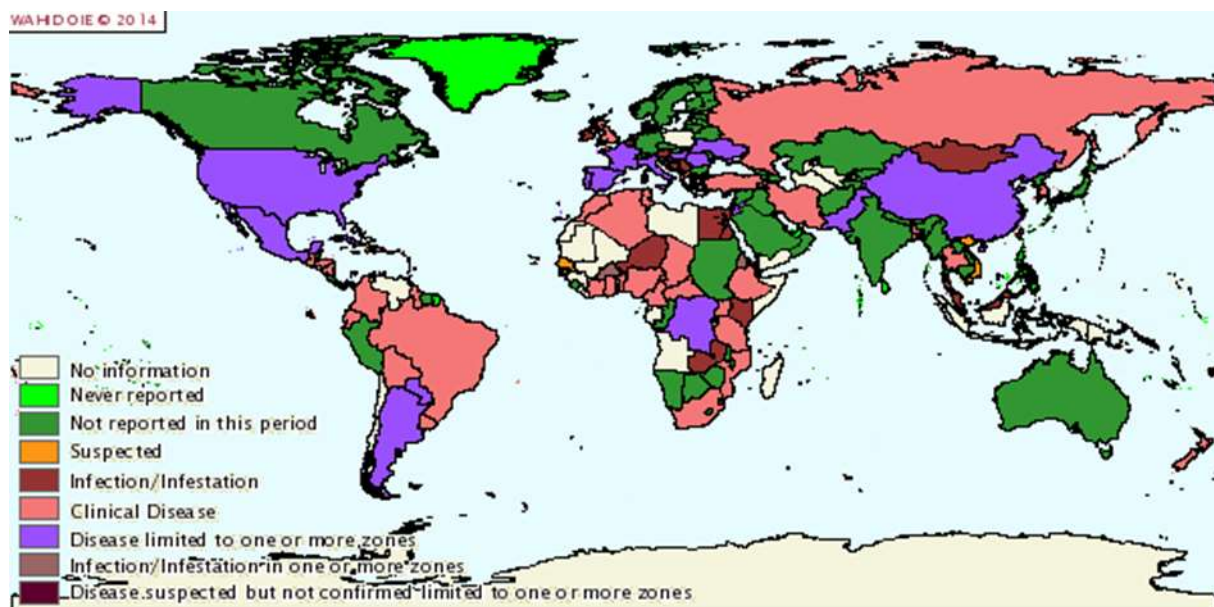 WAHIDOIE © 2014
No information
Never reported
Not reported in this period
Suspected
Infection/Infestation
Clinical Disease
Disease limited to one or more zones
Infection/Infestation in one or more zones
Disease suspected but not confirmed limited to one or more zones